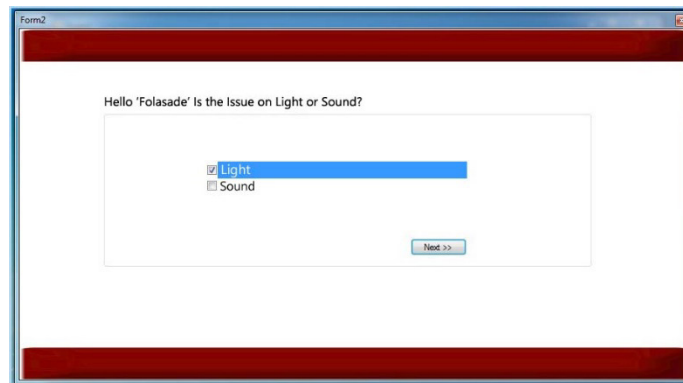 Form2
Hello 'Folasade' Is the Issue on Light or Sound?
Light
Sound
Next >>